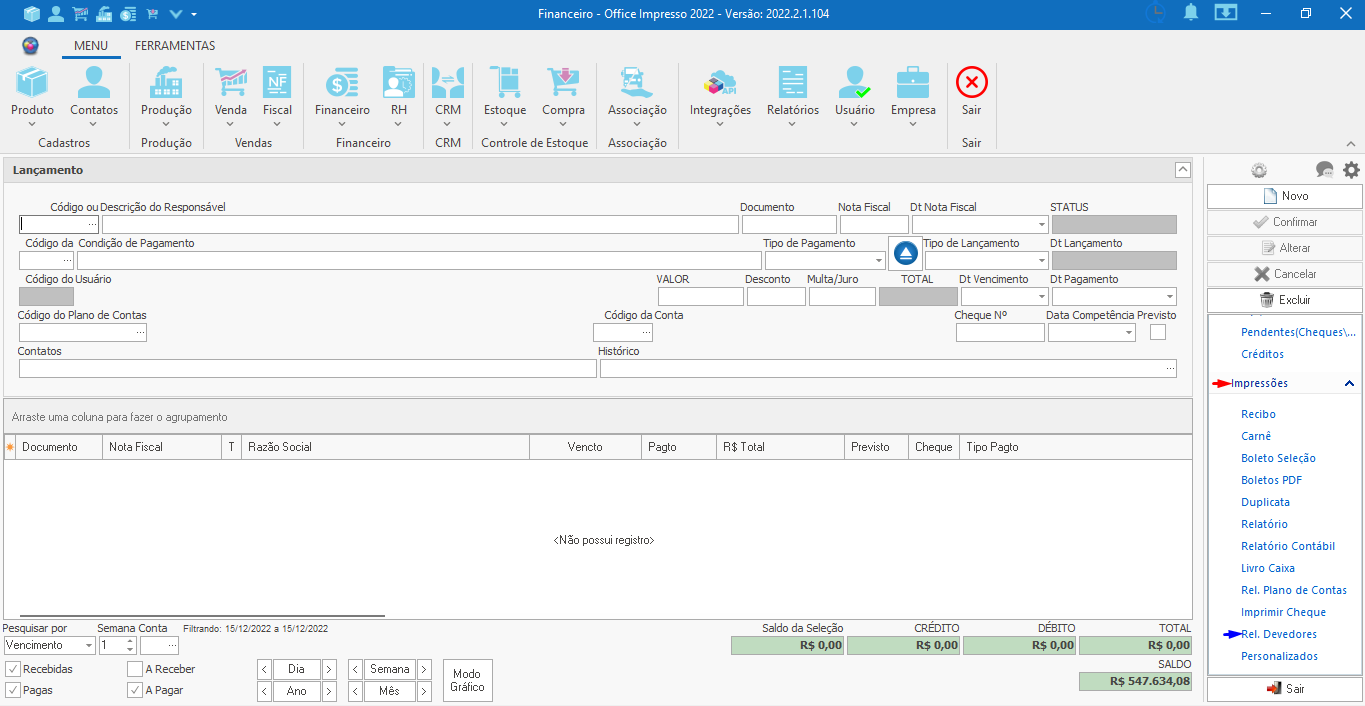 Financeiro - Office Impresso 2022 - Versão: 2022.2.1.104
MENU FERRAMENTAS
Produto Contatos Produção Venda Fiscal Financeiro RH CRM Estoque Compra Associação Integrações Relatórios Usuário Empresa Sair
Cadastros Produção Vendas Financeiro CRM Controle de Estoque Associação Sair
Lançamento
Código ou Descrição do Responsável Documento Nota Fiscal Dt Nota Fiscal STATUS
Código da Condição de Pagamento Tipo de Pagamento Tipo de Lançamento Dt Lançamento
Código do Usuário VALOR Desconto Multa/Juro TOTAL Dt Vencimento Dt Pagamento
Código do Plano de Contas Código da Conta Cheque Nº Data Competência Previsto
Contatos Histórico
Arraste uma coluna para fazer o agrupamento
Documento Nota Fiscal T Razão Social Vencto Pagto R$ Total Previsto Cheque Tipo Pagto
<Não possui registro>
Pesquisar por Semana Conta Filtrando: 15/12/2022 a 15/12/2022
Vencimento 1
Recebidas A Receber
Pagas A Pagar
< Dia > < Semana >
< Ano > < Mês >
Modo
Gráfico
Saldo da Seleção CRÉDITO DÉBITO TOTAL
R$ 0,00 R$ 0,00 R$ 0,00 R$ 0,00
SALDO
R$ 547.634,08
Novo
Confirmar
Alterar
Cancelar
Excluir
Pendentes(Cheques\...
Créditos
Impressões
Recibo
Carnê
Boleto Seleção
Boletos PDF
Duplicata
Relatório
Relatório Contábil
Livro Caixa
Rel. Plano de Contas
Imprimir Cheque
Rel. Devedores
Personalizados
Sair